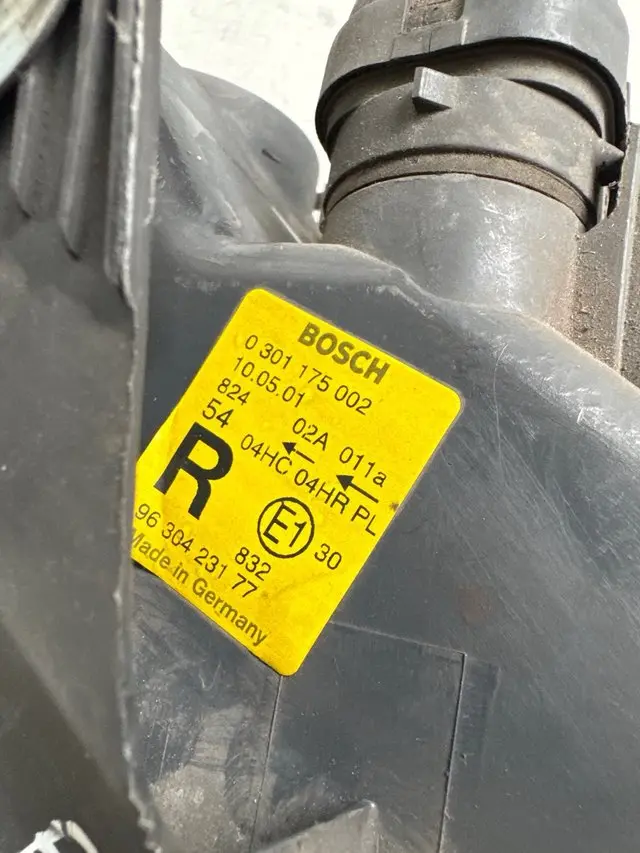 BOSCH
0 301 175 002
10.05.01
824 02A 011a
54 04HC 04HR PL
R E1 30
832
96 304 231 77
Made in Germany